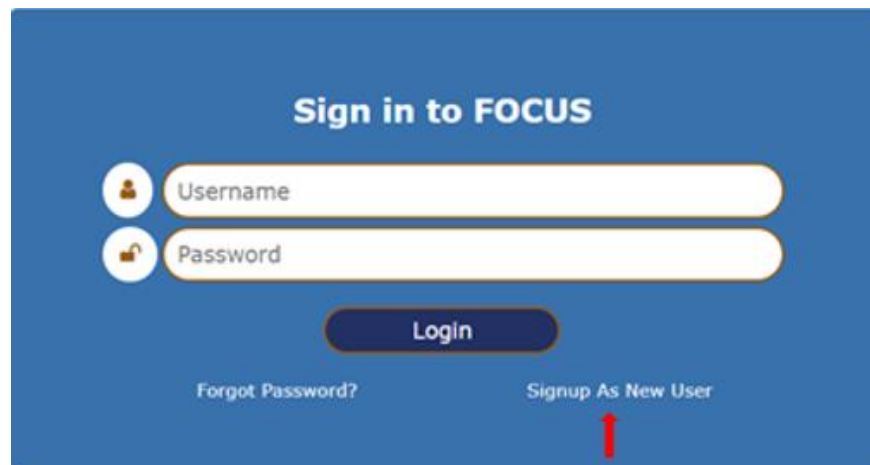 Sign in to FOCUS
Username
Password
Login
Forgot Password? Signup As New User